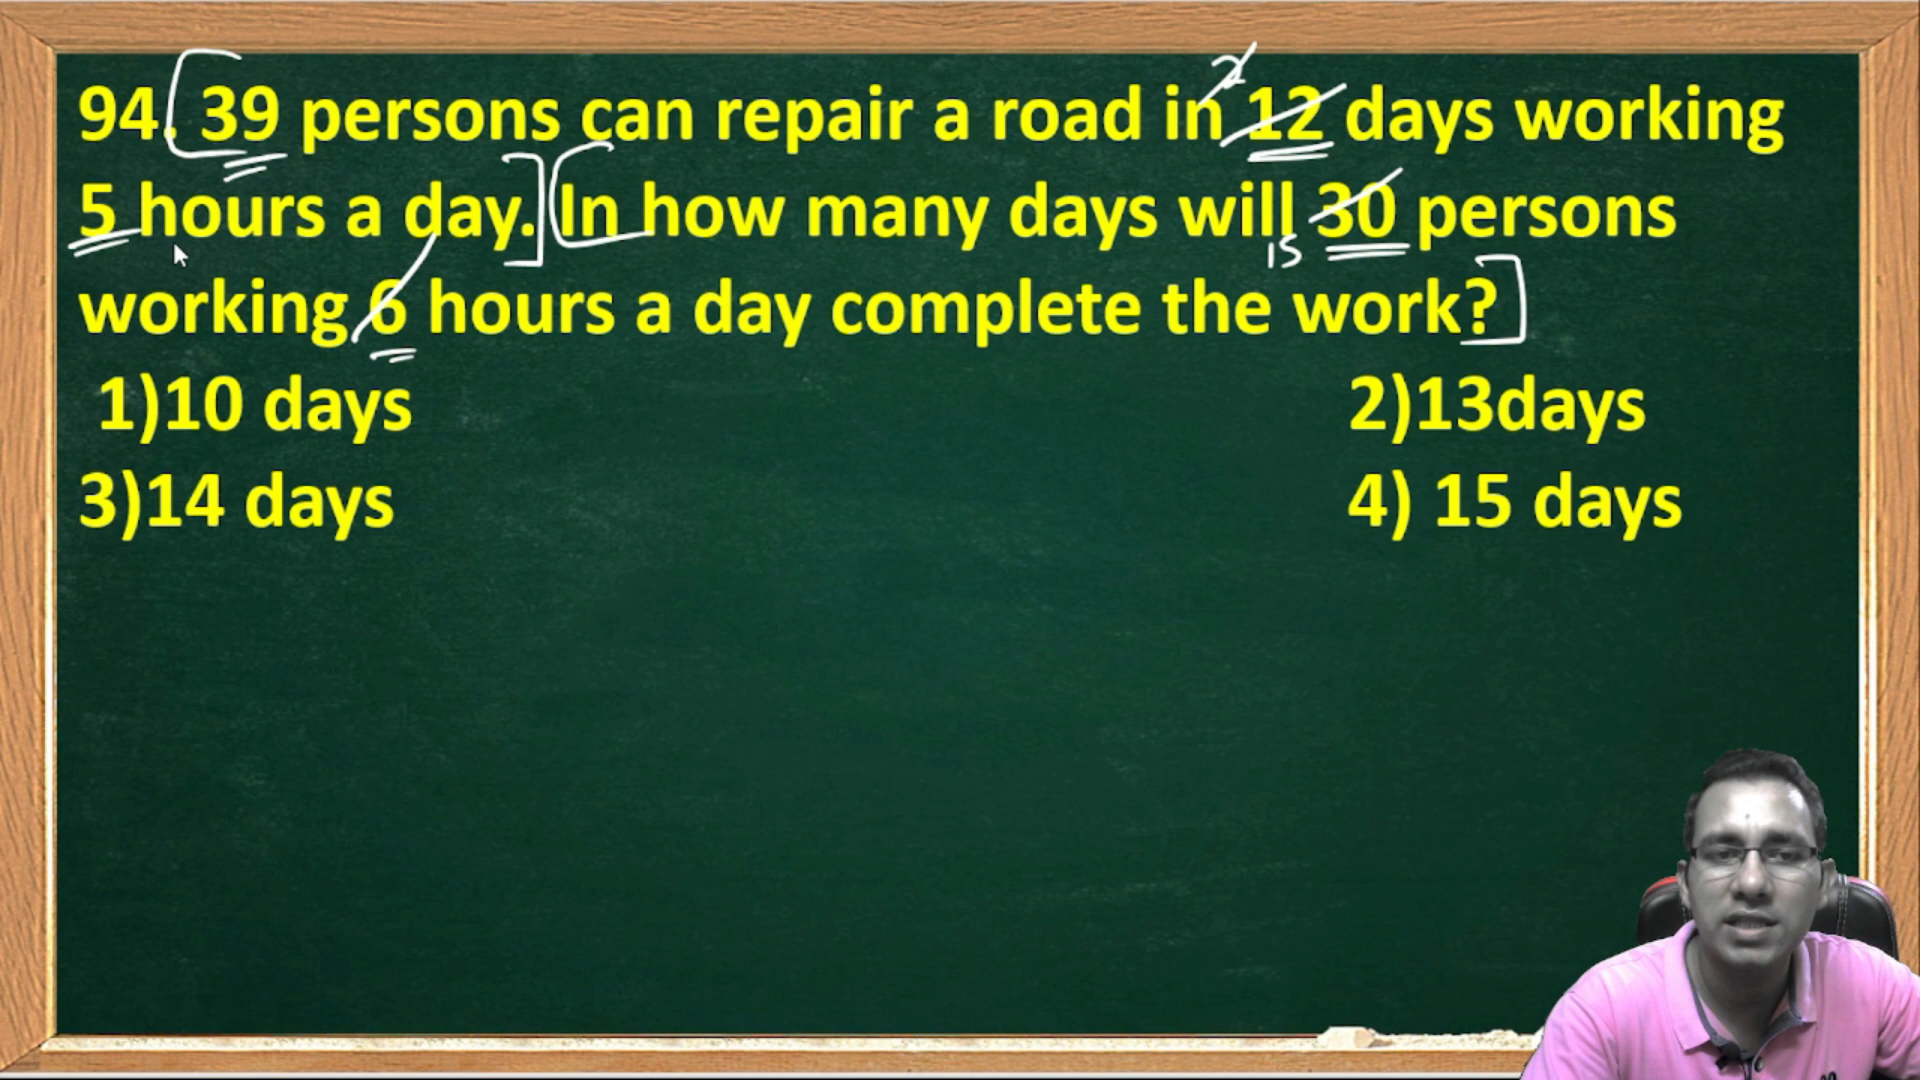 2
94. 39 persons can repair a road in 12 days working
5 hours a day. In how many days will 30 persons
15
working 6 hours a day complete the work?
1)10 days 2)13days
3)14 days 4) 15 days